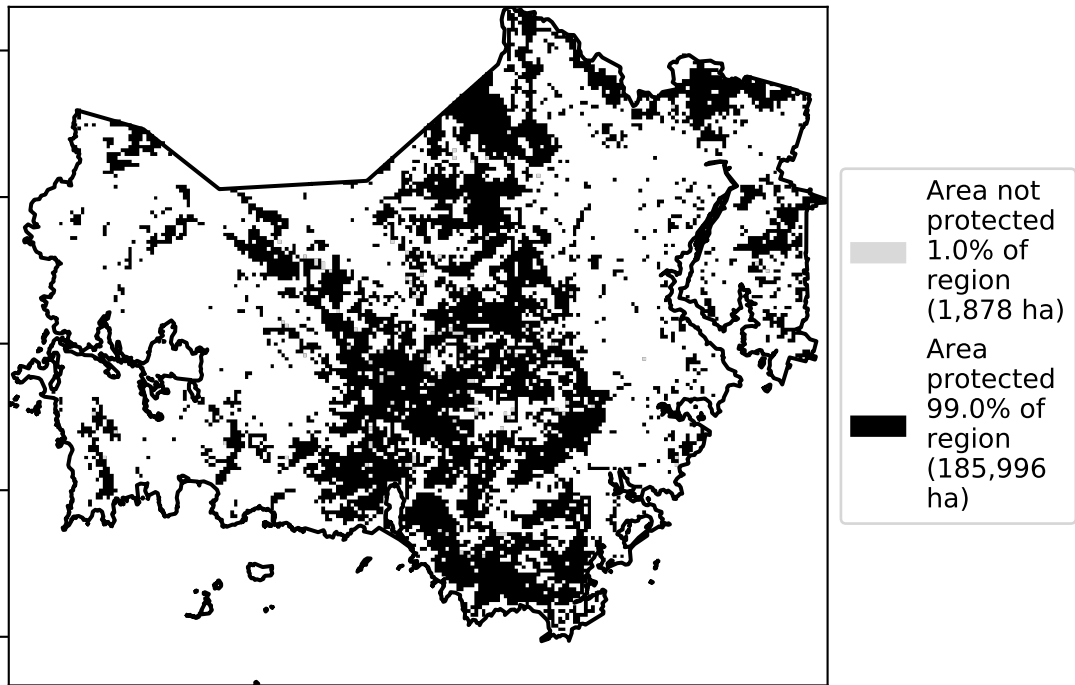 Area not
protected
1.0% of
region
(1,878 ha)
Area
protected
99.0% of
region
(185,996
ha)